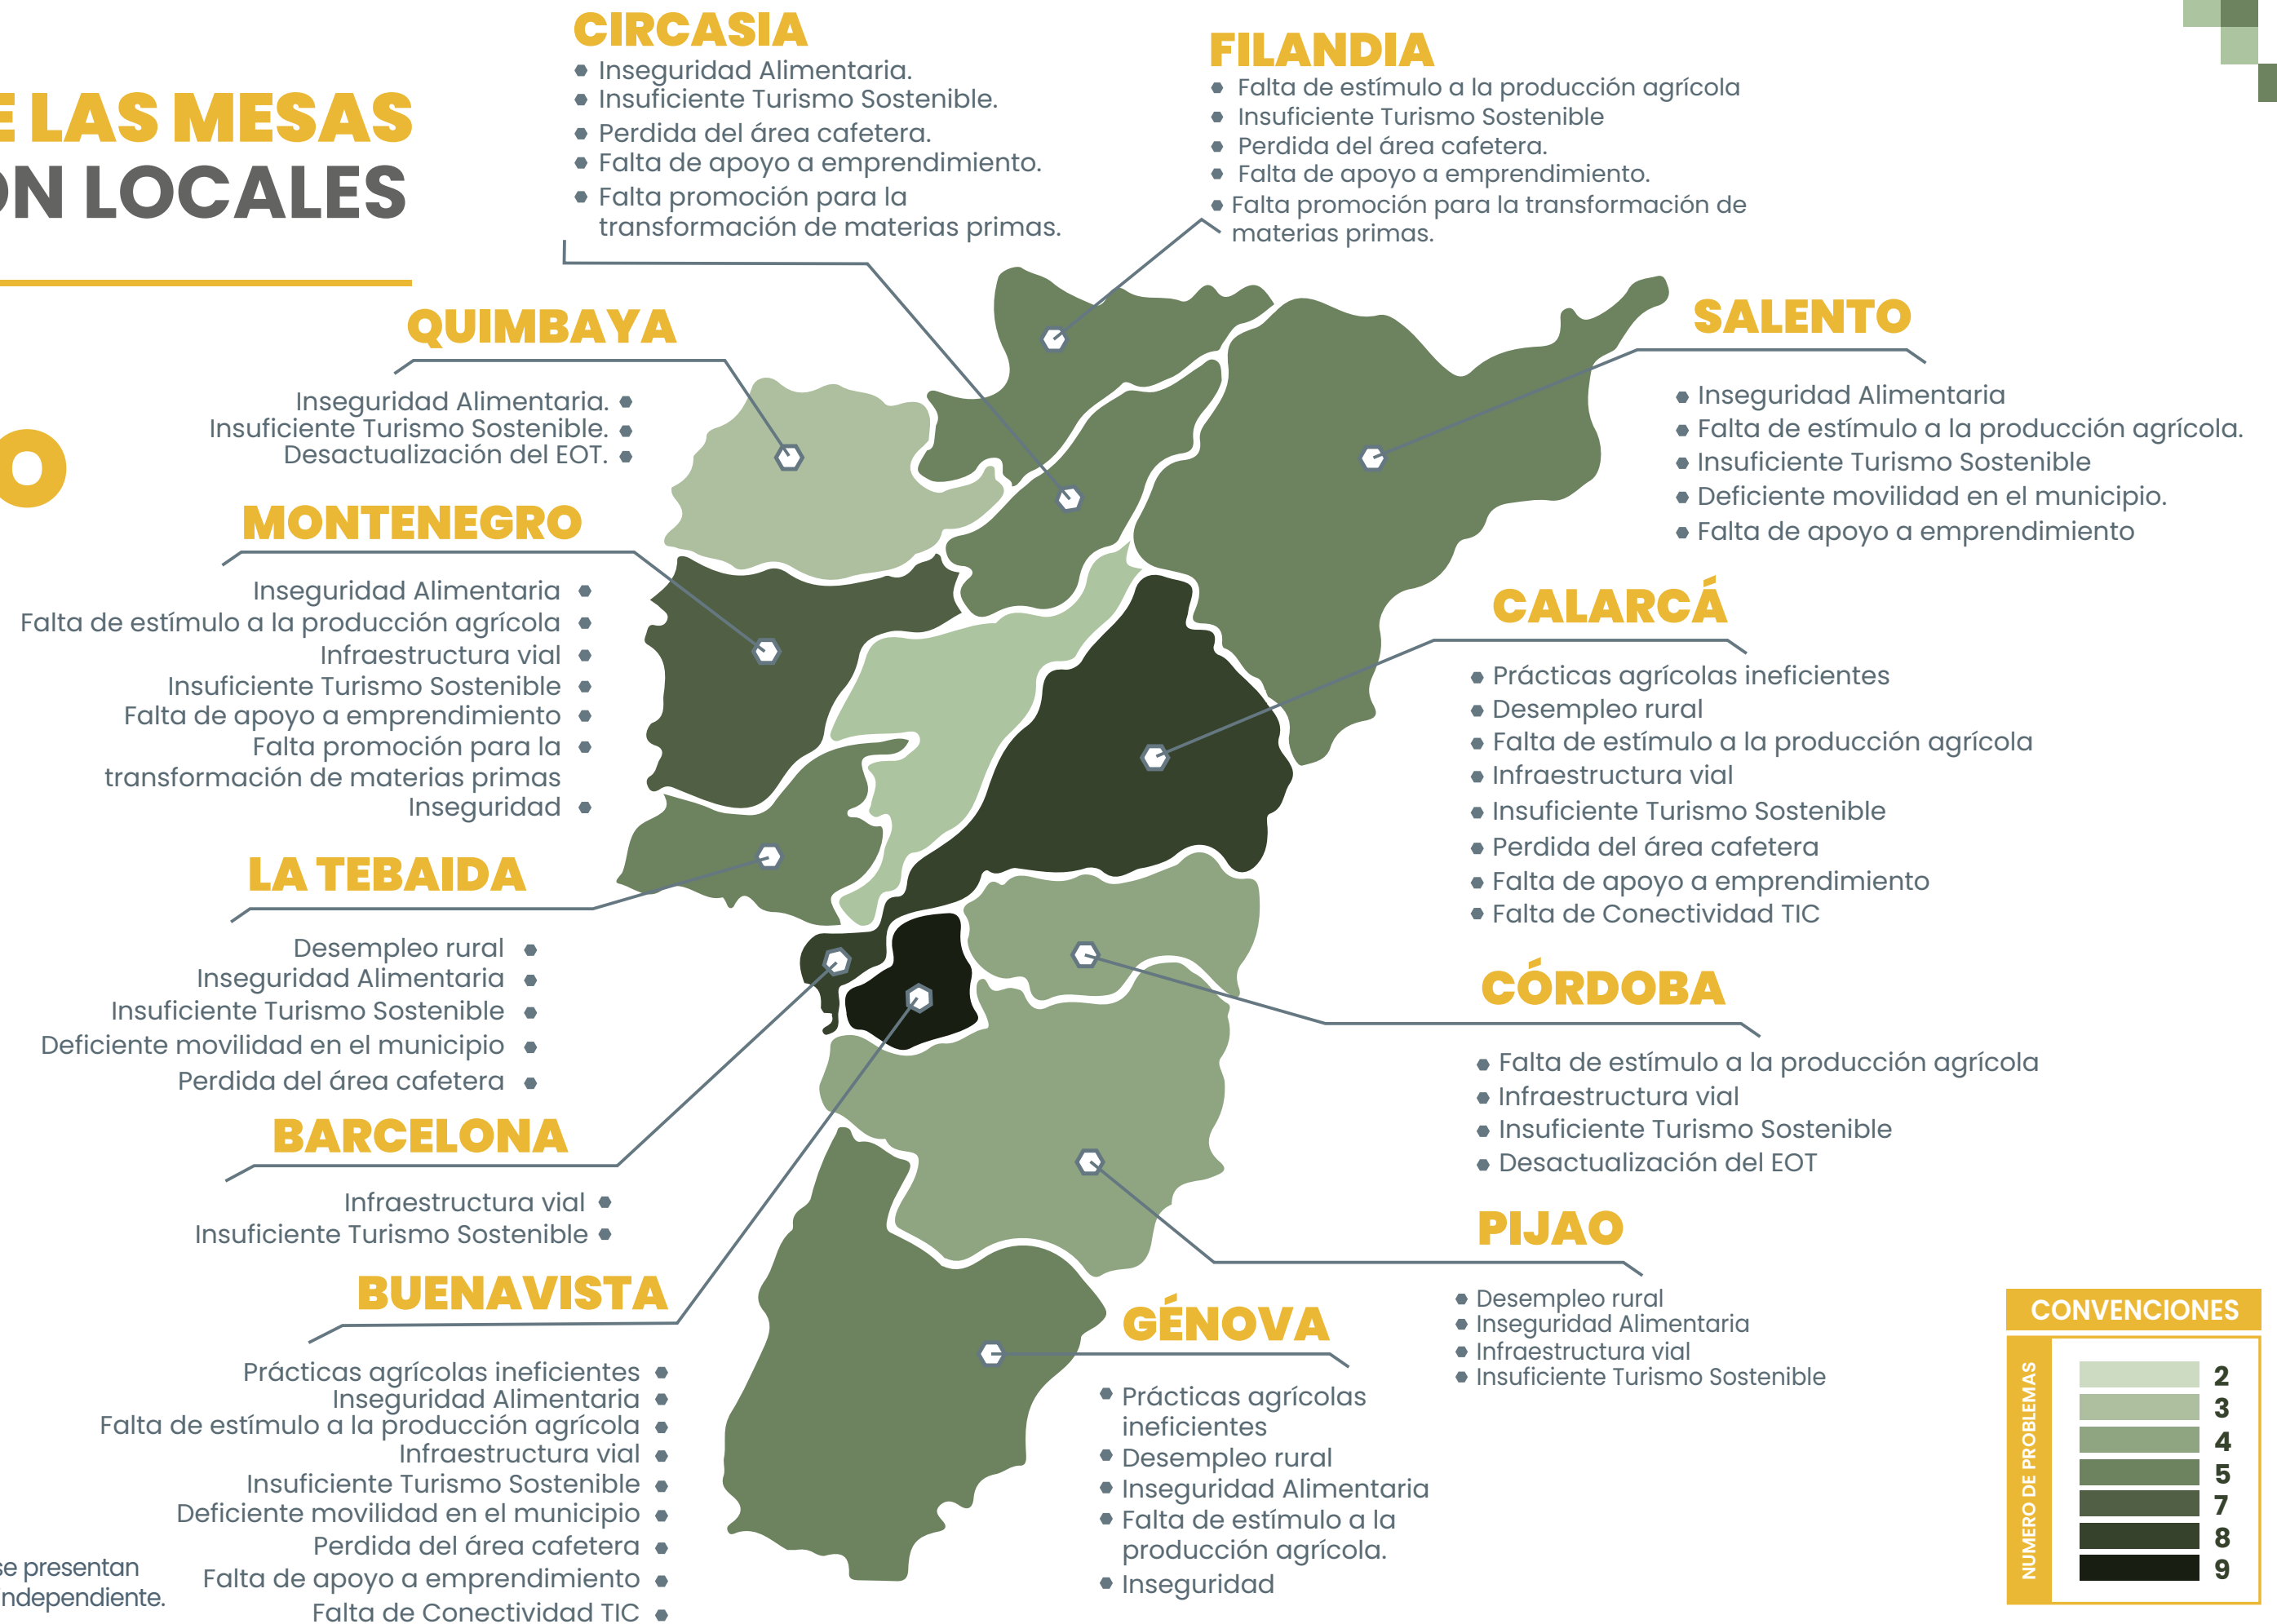 E LAS MESAS
ÓN LOCALES
O
CIRCASIA
Inseguridad Alimentaria.
Insuficiente Turismo Sostenible.
Perdida del área cafetera.
Falta de apoyo a emprendimiento.
Falta promoción para la
transformación de materias primas.
FILANDIA
Falta de estímulo a la producción agrícola
Insuficiente Turismo Sostenible
Perdida del área cafetera.
Falta de apoyo a emprendimiento.
Falta promoción para la transformación de
materias primas.
QUIMBAYA
Inseguridad Alimentaria.
Insuficiente Turismo Sostenible.
Desactualización del EOT.
SALENTO
Inseguridad Alimentaria
Falta de estímulo a la producción agrícola.
Insuficiente Turismo Sostenible
Deficiente movilidad en el municipio.
Falta de apoyo a emprendimiento
MONTENEGRO
Inseguridad Alimentaria
Falta de estímulo a la producción agrícola
Infraestructura vial
Insuficiente Turismo Sostenible
Falta de apoyo a emprendimiento
Falta promoción para la
transformación de materias primas
Inseguridad
CALARCÁ
Prácticas agrícolas ineficientes
Desempleo rural
Falta de estímulo a la producción agrícola
Infraestructura vial
Insuficiente Turismo Sostenible
Perdida del área cafetera
Falta de apoyo a emprendimiento
Falta de Conectividad TIC
LA TEBAIDA
Desempleo rural
Inseguridad Alimentaria
Insuficiente Turismo Sostenible
Deficiente movilidad en el municipio
Perdida del área cafetera
CÓRDOBA
Falta de estímulo a la producción agrícola
Infraestructura vial
Insuficiente Turismo Sostenible
Desactualización del EOT
BARCELONA
Infraestructura vial
Insuficiente Turismo Sostenible
PIJAO
Desempleo rural
Inseguridad Alimentaria
Infraestructura vial
Insuficiente Turismo Sostenible
BUENAVISTA
Prácticas agrícolas ineficientes
Inseguridad Alimentaria
Falta de estímulo a la producción agrícola
Infraestructura vial
Insuficiente Turismo Sostenible
Deficiente movilidad en el municipio
Perdida del área cafetera
Falta de apoyo a emprendimiento
Falta de Conectividad TIC
GÉNOVA
Prácticas agrícolas
ineficientes
Desempleo rural
Inseguridad Alimentaria
Falta de estímulo a la
producción agrícola.
Inseguridad
se presentan
independiente.
CONVENCIONES
NUMERO DE PROBLEMAS
2
3
4
5
7
8
9